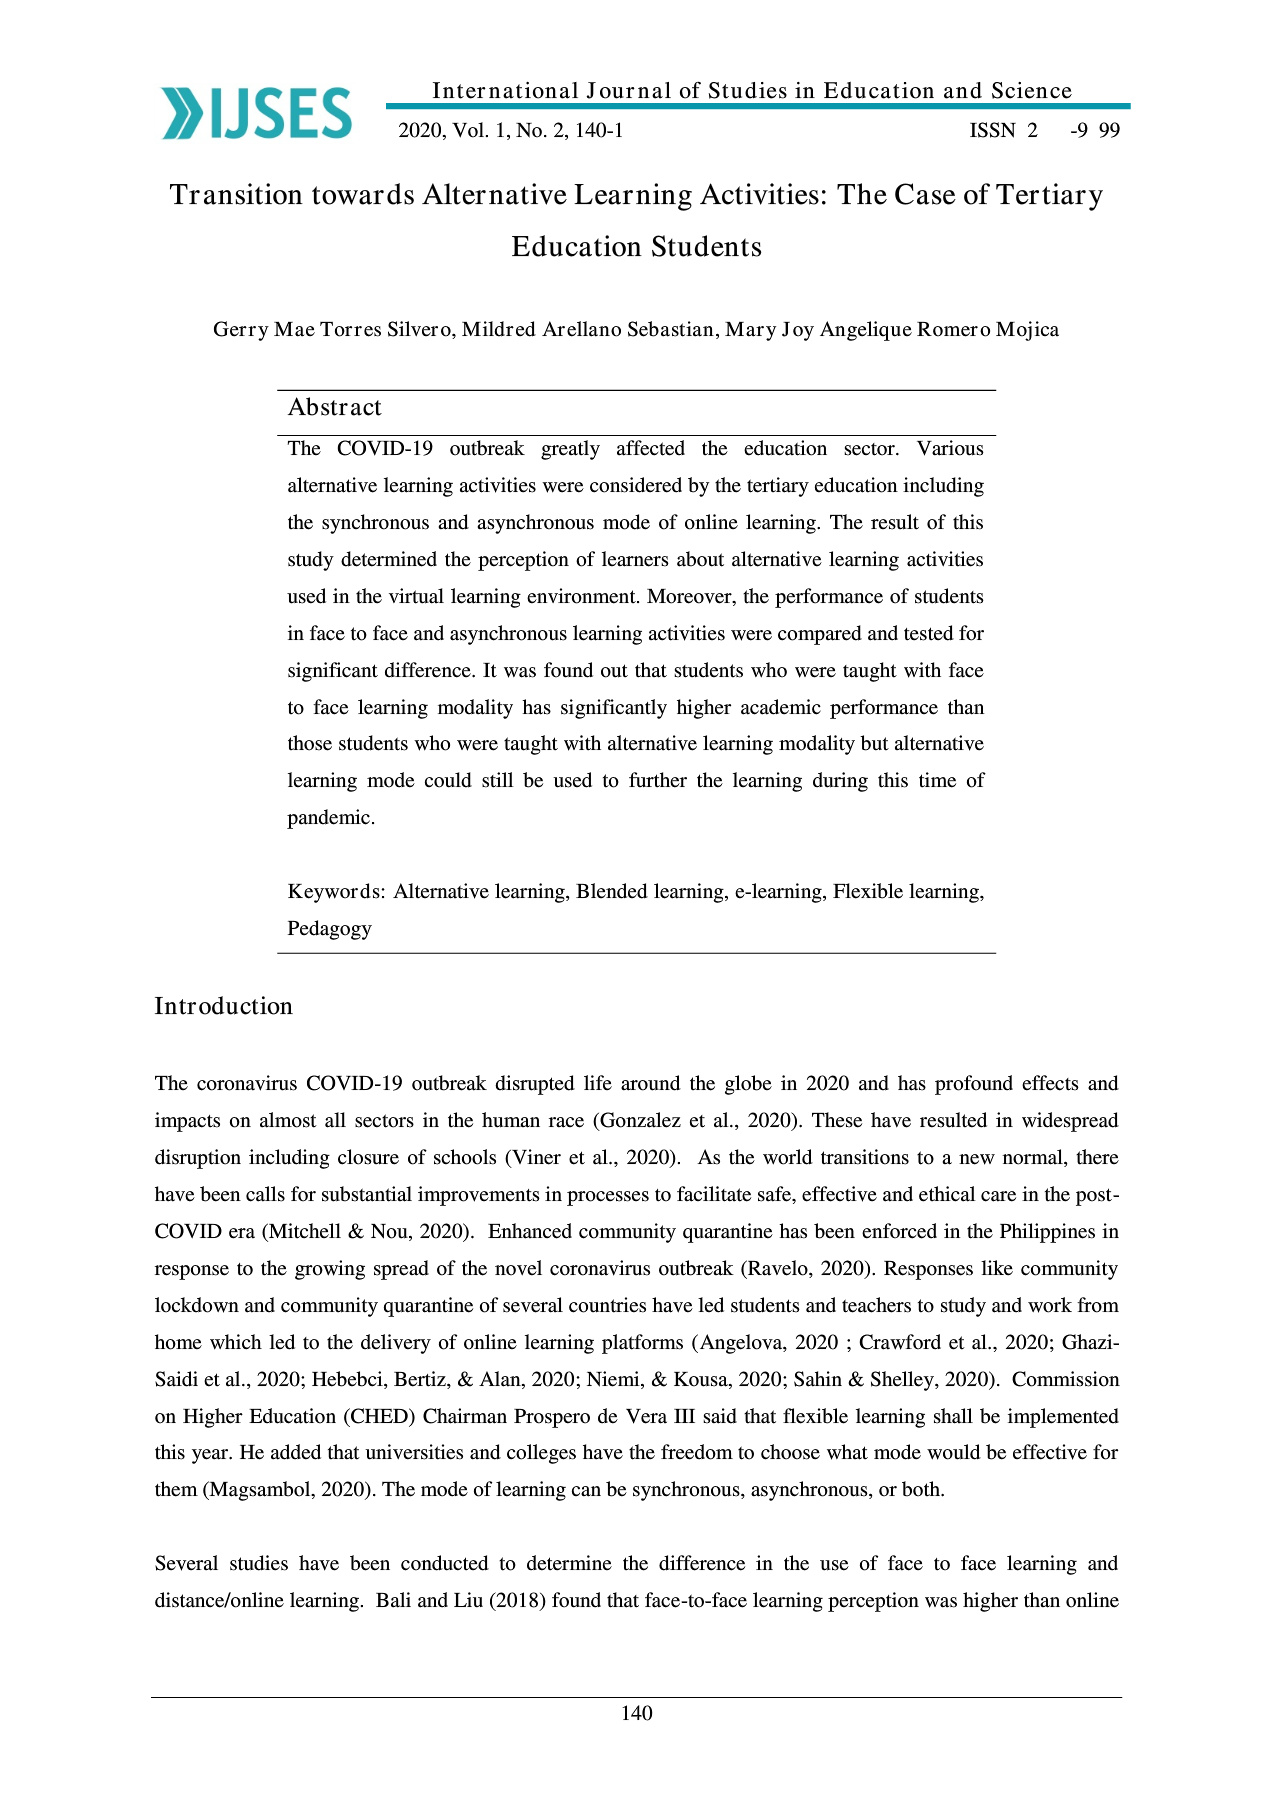 IJSES
International Journal of Studies in Education and Science
2020, Vol. 1, No. 2, 140-1
ISSN 2 -9 99
Transition towards Alternative Learning Activities: The Case of Tertiary
Education Students
Gerry Mae Torres Silvero, Mildred Arellano Sebastian, Mary Joy Angelique Romero Mojica
Abstract
The COVID-19 outbreak greatly affected the education sector. Various
alternative learning activities were considered by the tertiary education including
the synchronous and asynchronous mode of online learning. The result of this
study determined the perception of learners about alternative learning activities
used in the virtual learning environment. Moreover, the performance of students
in face to face and asynchronous learning activities were compared and tested for
significant difference. It was found out that students who were taught with face
to face learning modality has significantly higher academic performance than
those students who were taught with alternative learning modality but alternative
learning mode could still be used to further the learning during this time of
pandemic.
Keywords: Alternative learning, Blended learning, e-learning, Flexible learning,
Pedagogy
Introduction
The coronavirus COVID-19 outbreak disrupted life around the globe in 2020 and has profound effects and
impacts on almost all sectors in the human race (Gonzalez et al., 2020). These have resulted in widespread
disruption including closure of schools (Viner et al., 2020). As the world transitions to a new normal, there
have been calls for substantial improvements in processes to facilitate safe, effective and ethical care in the post-
COVID era (Mitchell & Nou, 2020). Enhanced community quarantine has been enforced in the Philippines in
response to the growing spread of the novel coronavirus outbreak (Ravelo, 2020). Responses like community
lockdown and community quarantine of several countries have led students and teachers to study and work from
home which led to the delivery of online learning platforms (Angelova, 2020 ; Crawford et al., 2020; Ghazi-
Saidi et al., 2020; Hebebci, Bertiz, & Alan, 2020; Niemi, & Kousa, 2020; Sahin & Shelley, 2020). Commission
on Higher Education (CHED) Chairman Prospero de Vera III said that flexible learning shall be implemented
this year. He added that universities and colleges have the freedom to choose what mode would be effective for
them (Magsambol, 2020). The mode of learning can be synchronous, asynchronous, or both.
Several studies have been conducted to determine the difference in the use of face to face learning and
distance/online learning. Bali and Liu (2018) found that face-to-face learning perception was higher than online
140